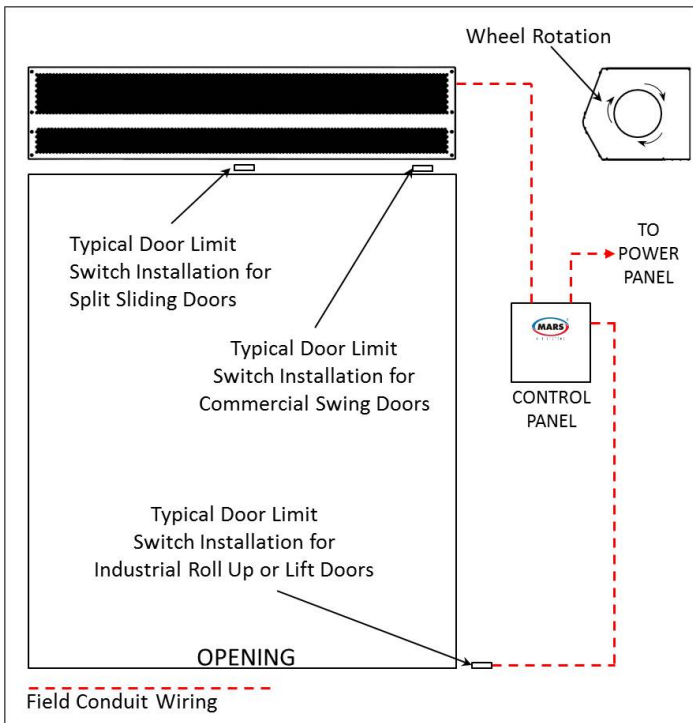 Wheel Rotation
Typical Door Limit
Switch Installation for
Split Sliding Doors
TO
POWER
PANEL
MARS
Typical Door Limit
Switch Installation for
Commercial Swing Doors
CONTROL
PANEL
Typical Door Limit
Switch Installation for
Industrial Roll Up or Lift Doors
OPENING
Field Conduit Wiring